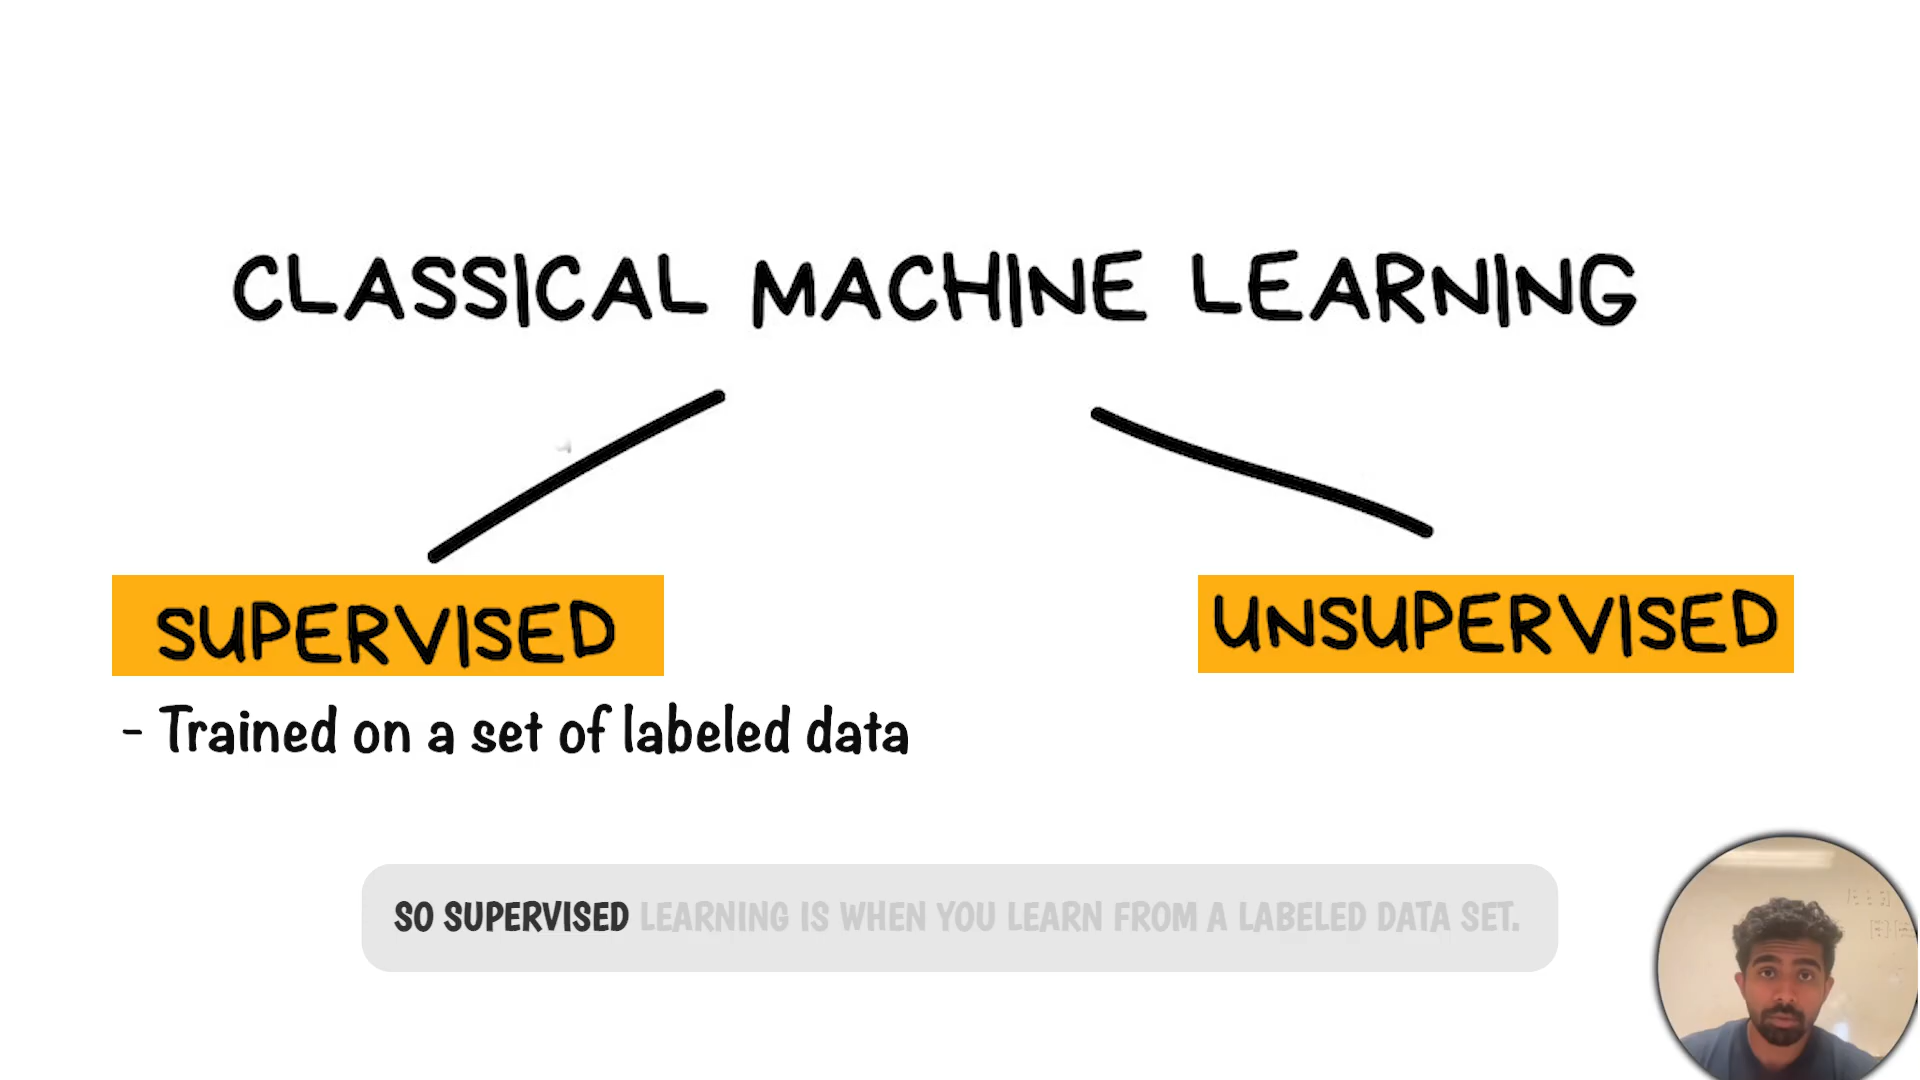 CLASSICAL MACHINE LEARNING
SUPERVISED
UNSUPERVISED
- Trained on a set of labeled data
SO SUPERVISED LEARNING IS WHEN YOU LEARN FROM A LABELED DATA SET.